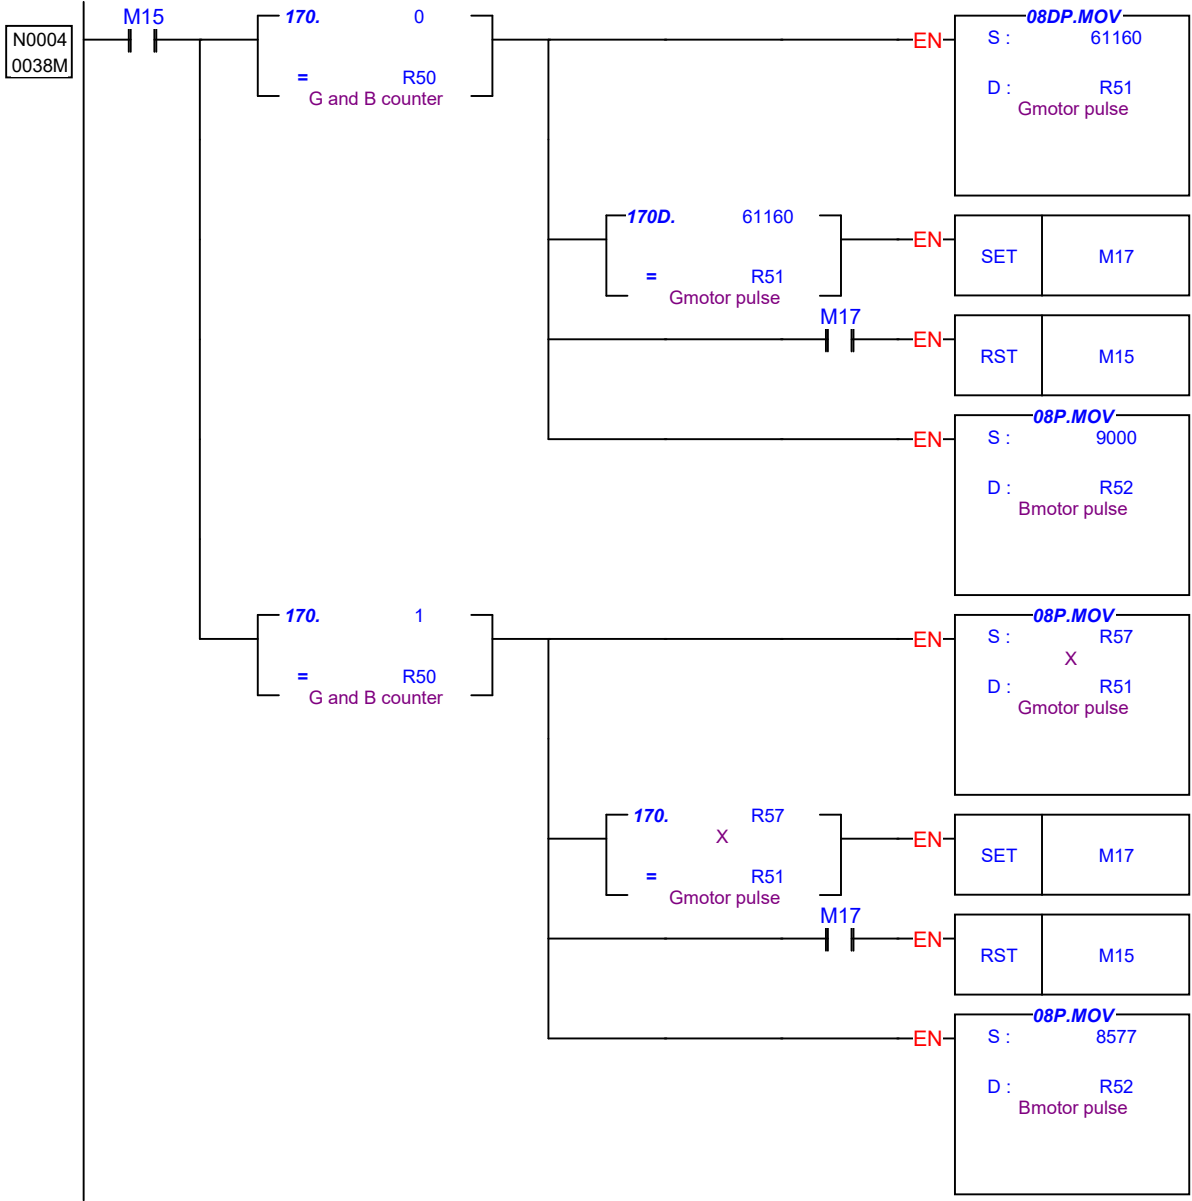 M15
N0004
0038M
170. 0
= R50
G and B counter
EN
08DP.MOV
S : 61160
D : R51
Gmotor pulse
170D. 61160
= R51
Gmotor pulse
EN
SET M17
M17
EN
RST M15
EN
08P.MOV
S : 9000
D : R52
Bmotor pulse
170. 1
= R50
G and B counter
EN
08P.MOV
S : R57
X
D : R51
Gmotor pulse
170. R57
X
= R51
Gmotor pulse
EN
SET M17
M17
EN
RST M15
EN
08P.MOV
S : 8577
D : R52
Bmotor pulse